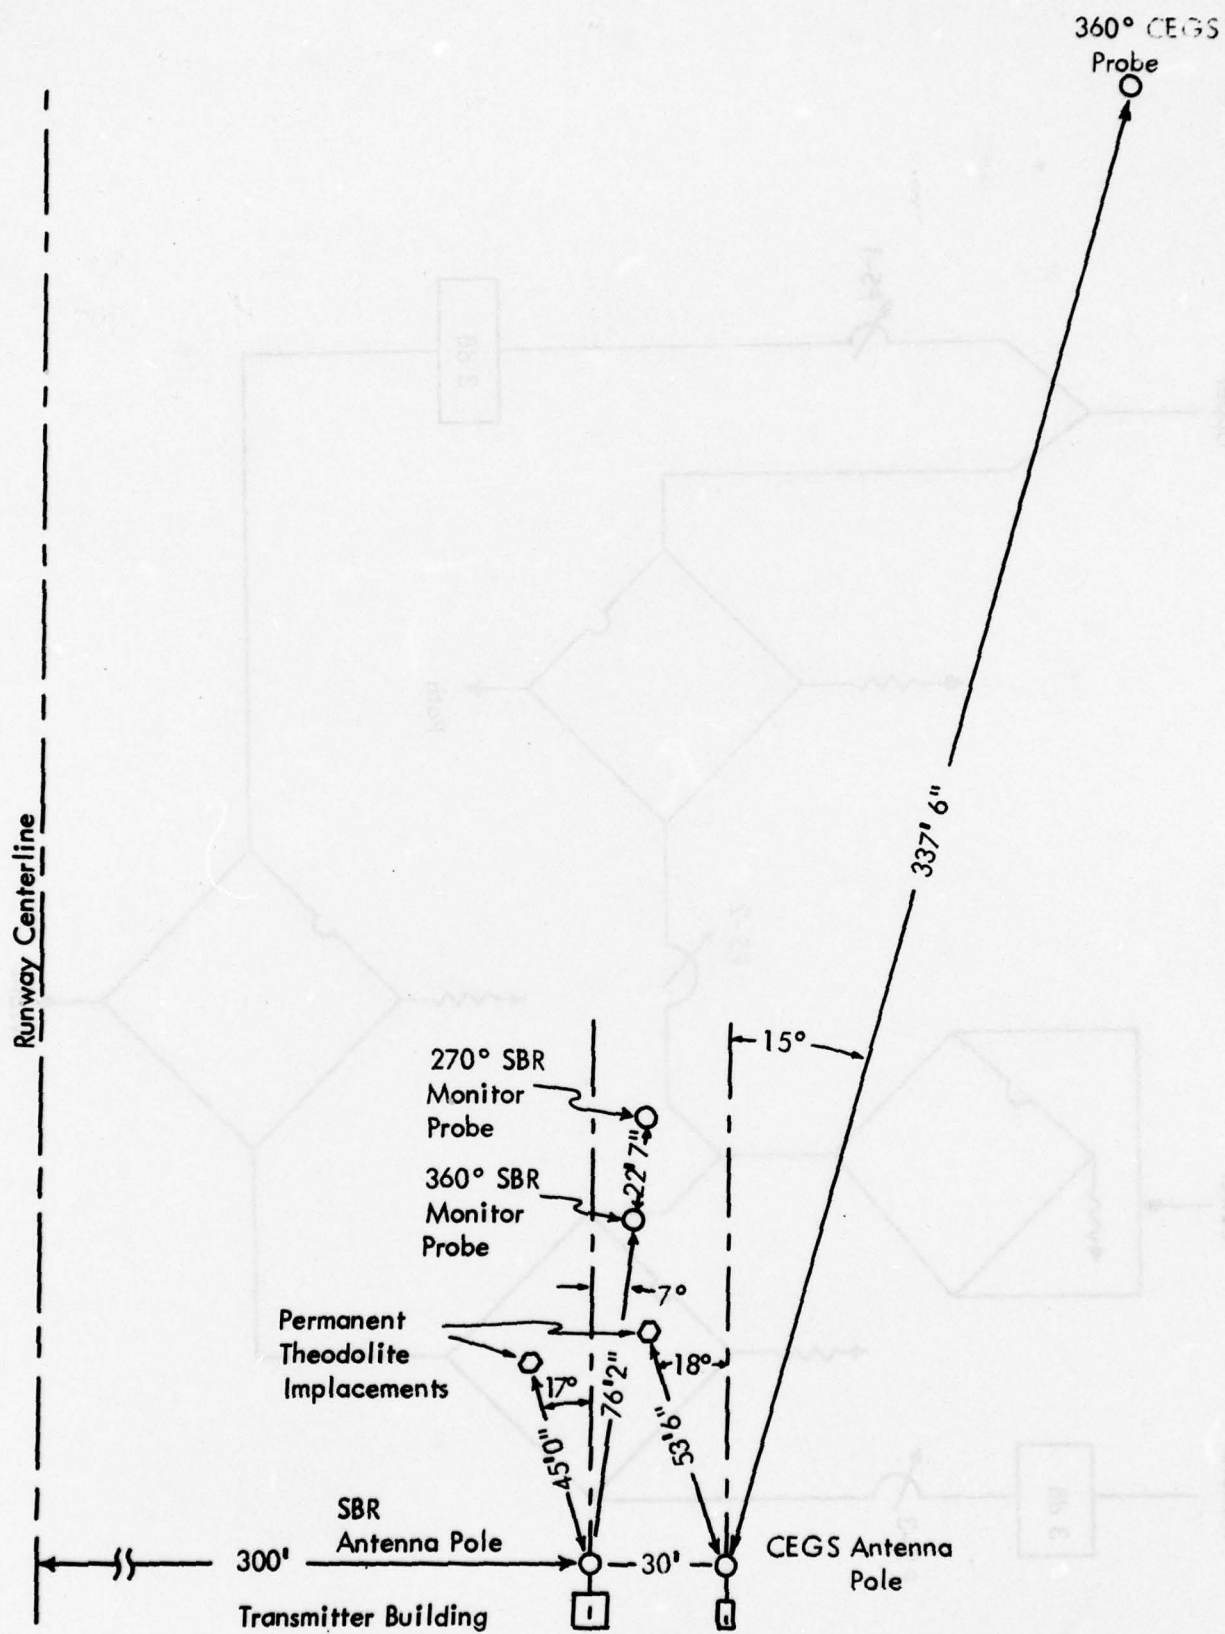 360° CEGS
Probe
337' 6"
Runway Centerline
15°
270° SBR
Monitor
Probe
22' 7"
360° SBR
Monitor
Probe
7°
Permanent
Theodolite
Implacements
18°
17°
76'2"
53'6"
45'0"
SBR
Antenna Pole
300'
30'
CEGS Antenna
Pole
Transmitter Building